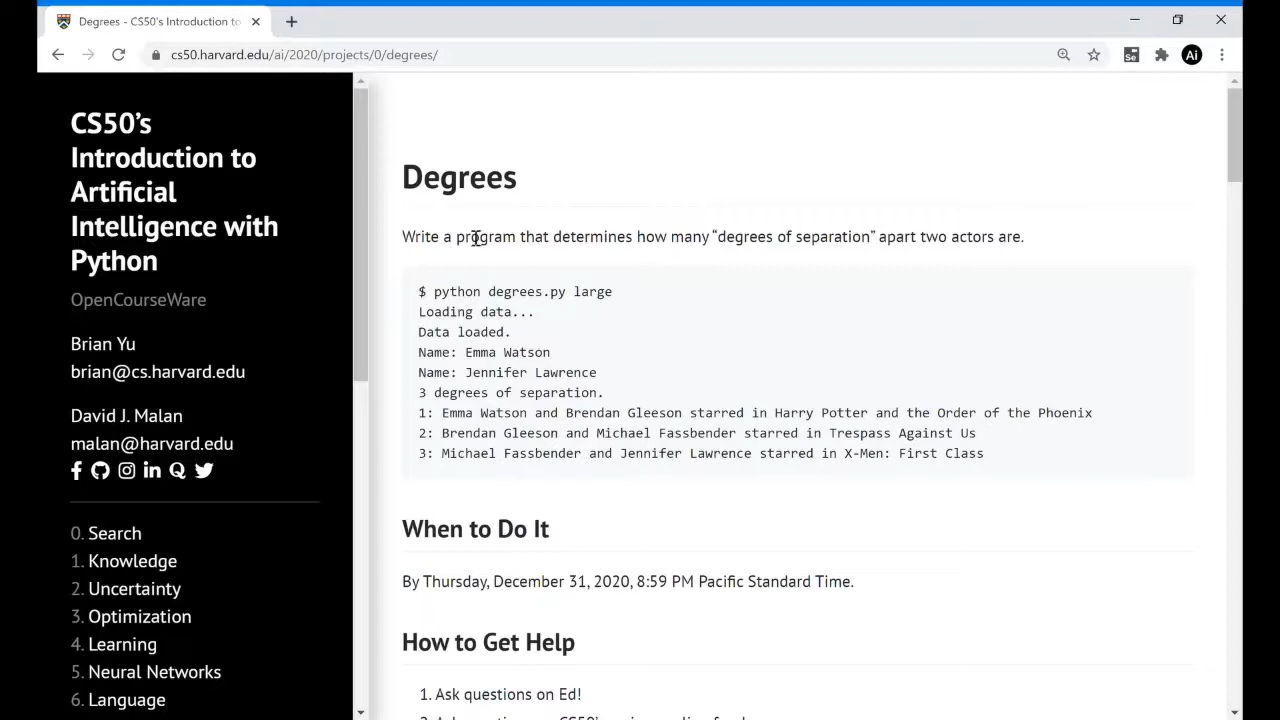 Degrees - CS50's Introduction to
cs50.harvard.edu/ai/2020/projects/0/degrees/
Se
Ai
CS50's
Introduction to
Artificial
Intelligence with
Python
OpenCourseWare
Brian Yu
brian@cs.harvard.edu
David J. Malan
malan@harvard.edu
0. Search
1. Knowledge
2. Uncertainty
3. Optimization
4. Learning
5. Neural Networks
6. Language
Degrees
Write a program that determines how many “degrees of separation” apart two actors are.
$ python degrees.py large
Loading data...
Data loaded.
Name: Emma Watson
Name: Jennifer Lawrence
3 degrees of separation.
1: Emma Watson and Brendan Gleeson starred in Harry Potter and the Order of the Phoenix
2: Brendan Gleeson and Michael Fassbender starred in Trespass Against Us
3: Michael Fassbender and Jennifer Lawrence starred in X-Men: First Class
When to Do It
By Thursday, December 31, 2020, 8:59 PM Pacific Standard Time.
How to Get Help
1. Ask questions on Ed!